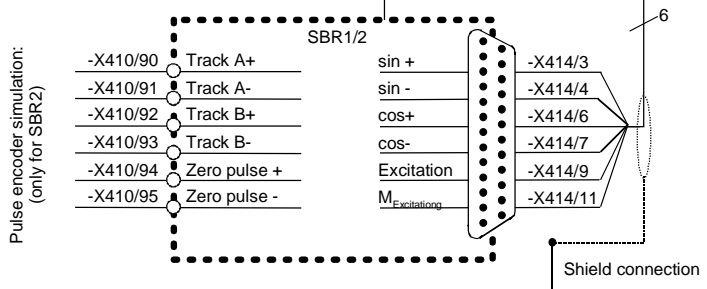 Pulse encoder simulation:
(only for SBR2)
SBR1/2
6
-X410/90 Track A+
-X410/91 Track A-
-X410/92 Track B+
-X410/93 Track B-
-X410/94 Zero pulse +
-X410/95 Zero pulse -
sin + -X414/3
sin - -X414/4
cos+ -X414/6
cos- -X414/7
Excitation -X414/9
MExcitationg -X414/11
Shield connection